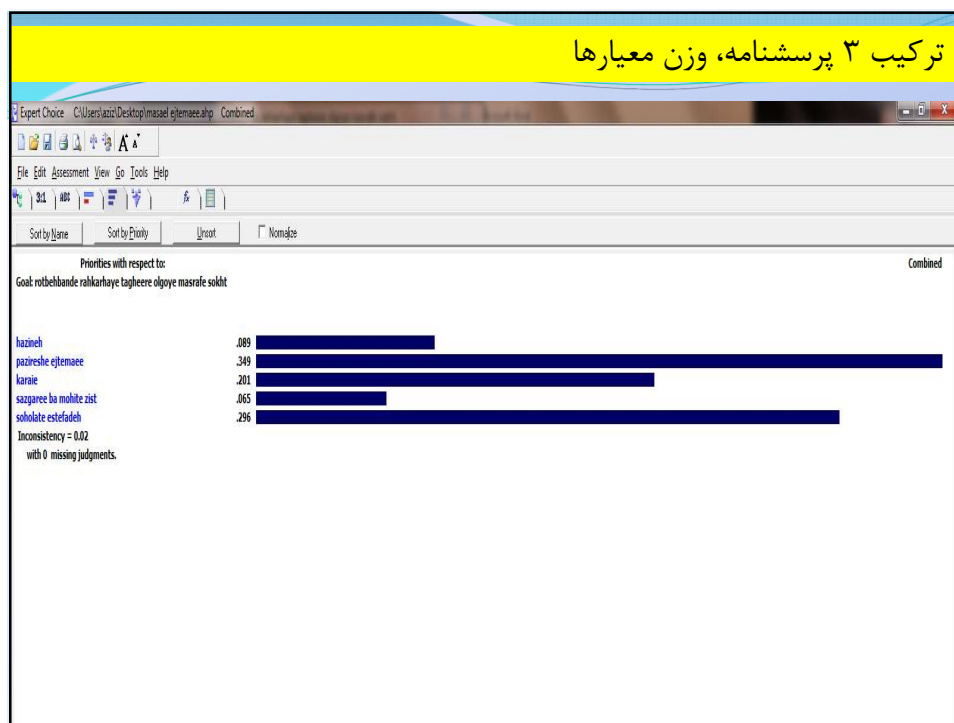 ترکیب ۳ پرسشنامه، وزن معیارها
Expert Choice C:\Users\aziz\Desktop\masael ejtemaee.ahp Combined
File Edit Assessment View Go Tools Help
3:1 ABC
Sort by Name Sort by Priority Unsort Normalize
Priorities with respect to: Combined
Goal: rotbehbande rahkarhaye tagheere olgoye masrafe sokht
hazineh .089
pazireshe ejtemaee .349
karaie .201
sazgaree ba mohite zist .065
soholate estefadeh .296
Inconsistency = 0.02
with 0 missing judgments.